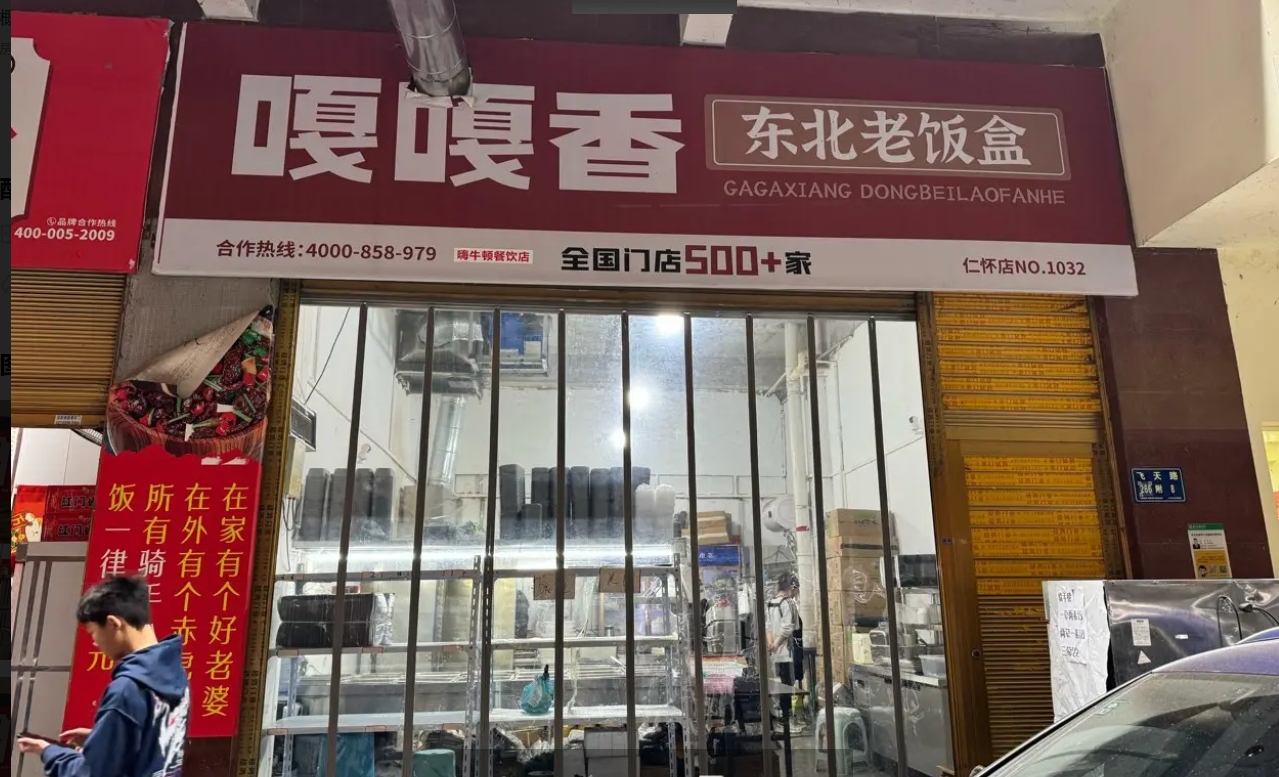 嘎嘎香
东北老饭盒
GAGAXIANG DONGBEILAOFANHE
合作热线:4000-858-979
嗨牛顿餐饮店
全国门店500+家
仁怀店NO.1032
品牌合作热线
400-005-2009
在家有个好老婆
在外有个赤
所有骑
饭一律
元
飞天路